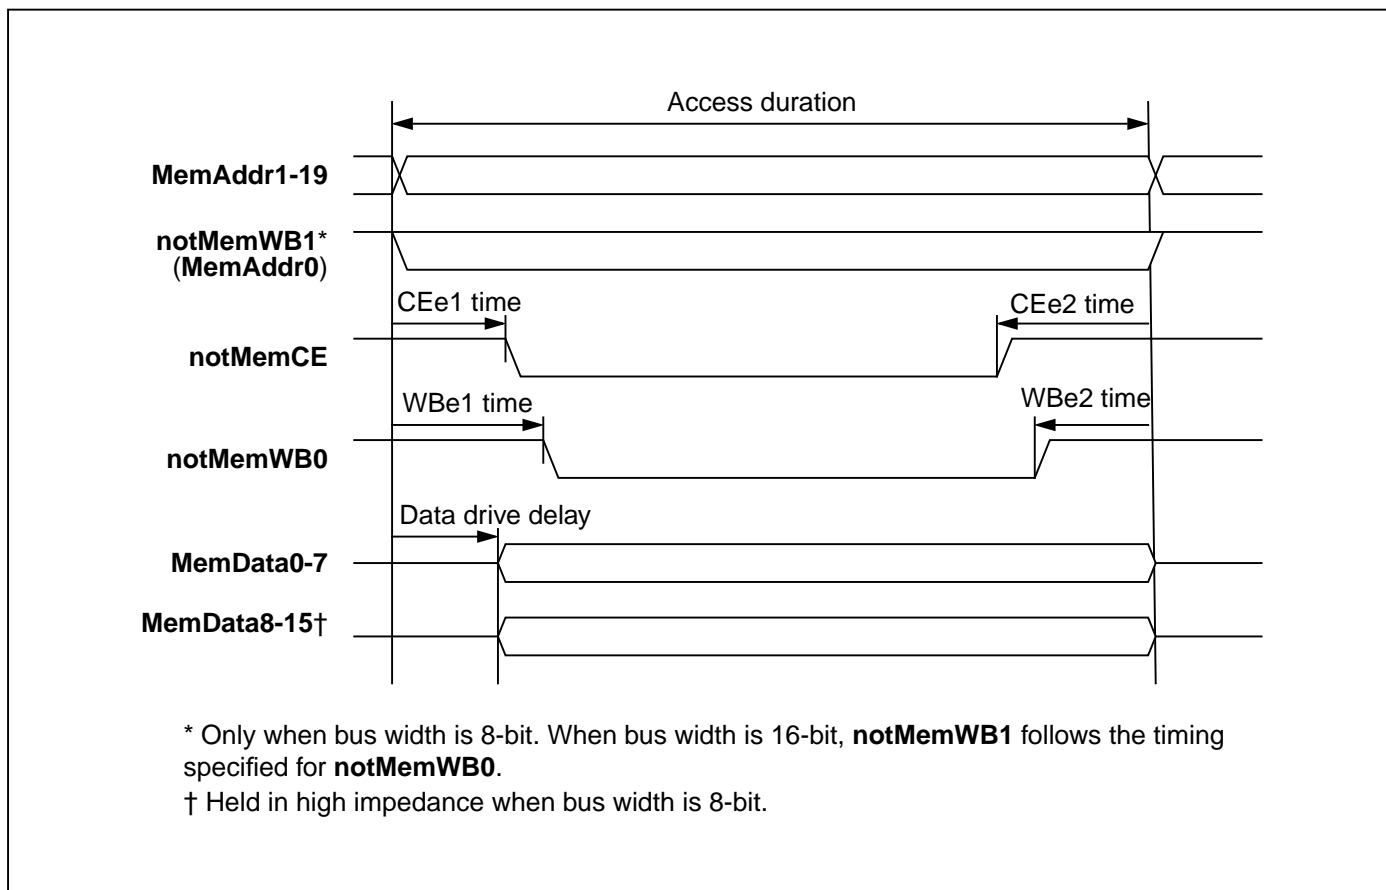 Access duration
MemAddr1-19
notMemWB1*
(MemAddr0)
CEe1 time
CEe2 time
notMemCE
WBe1 time
WBe2 time
notMemWB0
Data drive delay
MemData0-7
MemData8-15†
* Only when bus width is 8-bit. When bus width is 16-bit, notMemWB1 follows the timing
specified for notMemWB0.
† Held in high impedance when bus width is 8-bit.